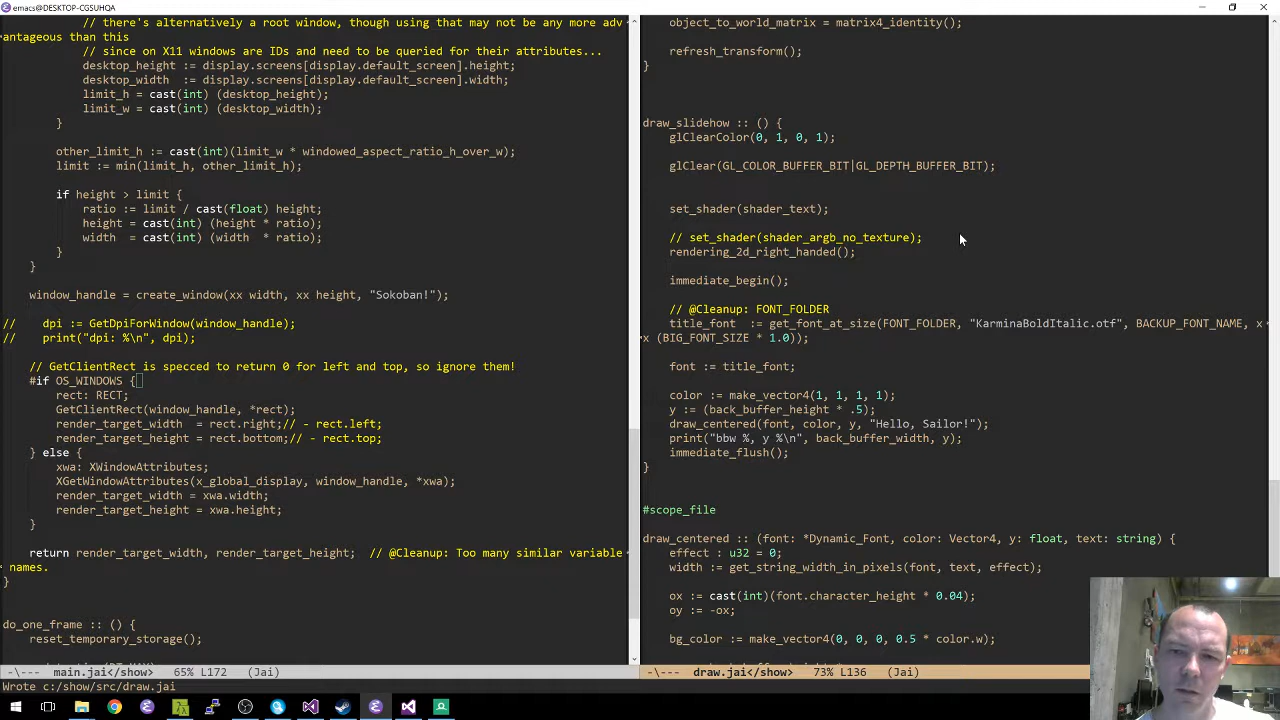 emacs@DESKTOP-CGSUHQA
// there's alternatively a root window, though using that may not be any more adv
antageous than this
// since on X11 windows are IDs and need to be queried for their attributes...
desktop_height := display.screens[display.default_screen].height;
desktop_width  := display.screens[display.default_screen].width;
limit_h = cast(int) (desktop_height);
limit_w = cast(int) (desktop_width);
}
other_limit_h := cast(int)(limit_w * windowed_aspect_ratio_h_over_w);
limit := min(limit_h, other_limit_h);
if height > limit {
ratio := limit / cast(float) height;
height = cast(int) (height * ratio);
width  = cast(int) (width  * ratio);
}
}
window_handle = create_window(xx width, xx height, "Sokoban!");
//    dpi := GetDpiForWindow(window_handle);
//    print("dpi: %\n", dpi);
// GetClientRect is specced to return 0 for left and top, so ignore them!
#if OS_WINDOWS {
rect: RECT;
GetClientRect(window_handle, *rect);
render_target_width  = rect.right;// - rect.left;
render_target_height = rect.bottom;// - rect.top;
} else {
xwa: XWindowAttributes;
XGetWindowAttributes(x_global_display, window_handle, *xwa);
render_target_width = xwa.width;
render_target_height = xwa.height;
}
return render_target_width, render_target_height;  // @Cleanup: Too many similar variable
names.
}
do_one_frame :: () {
reset_temporary_storage();
-\---  main.jai</show>   65% L172    (Jai)
Wrote c:/show/src/draw.jai
object_to_world_matrix = matrix4_identity();
refresh_transform();
}
draw_slidehow :: () {
glClearColor(0, 1, 0, 1);
glClear(GL_COLOR_BUFFER_BIT|GL_DEPTH_BUFFER_BIT);
set_shader(shader_text);
// set_shader(shader_argb_no_texture);
rendering_2d_right_handed();
immediate_begin();
// @Cleanup: FONT_FOLDER
title_font  := get_font_at_size(FONT_FOLDER, "KarminaBoldItalic.otf", BACKUP_FONT_NAME, x
x (BIG_FONT_SIZE * 1.0));
font := title_font;
color := make_vector4(1, 1, 1, 1);
y := (back_buffer_height * .5);
draw_centered(font, color, y, "Hello, Sailor!");
print("bbw %, y %\n", back_buffer_width, y);
immediate_flush();
}
#scope_file
draw_centered :: (font: *Dynamic_Font, color: Vector4, y: float, text: string) {
effect : u32 = 0;
width := get_string_width_in_pixels(font, text, effect);
ox := cast(int)(font.character_height * 0.04);
oy := -ox;
bg_color := make_vector4(0, 0, 0, 0.5 * color.w);
-\---  draw.jai</show>   73% L136    (Jai)